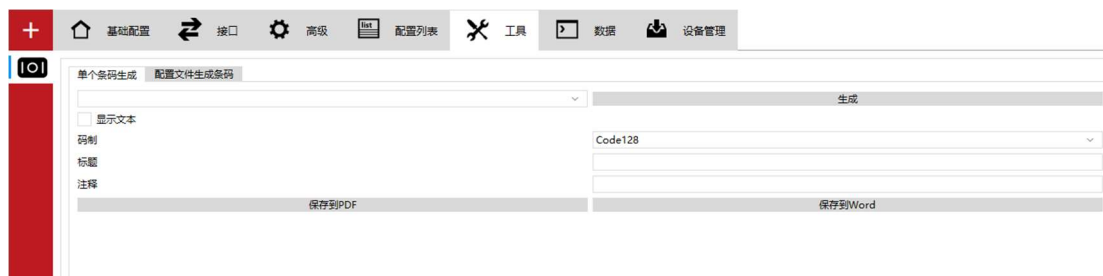 基础配置 接口 高级 list 配置列表 工具 数据 设备管理
单个条码生成 配置文件生成条码
生成
显示文本
码制 Code128
标题
注释
保存到PDF 保存到Word